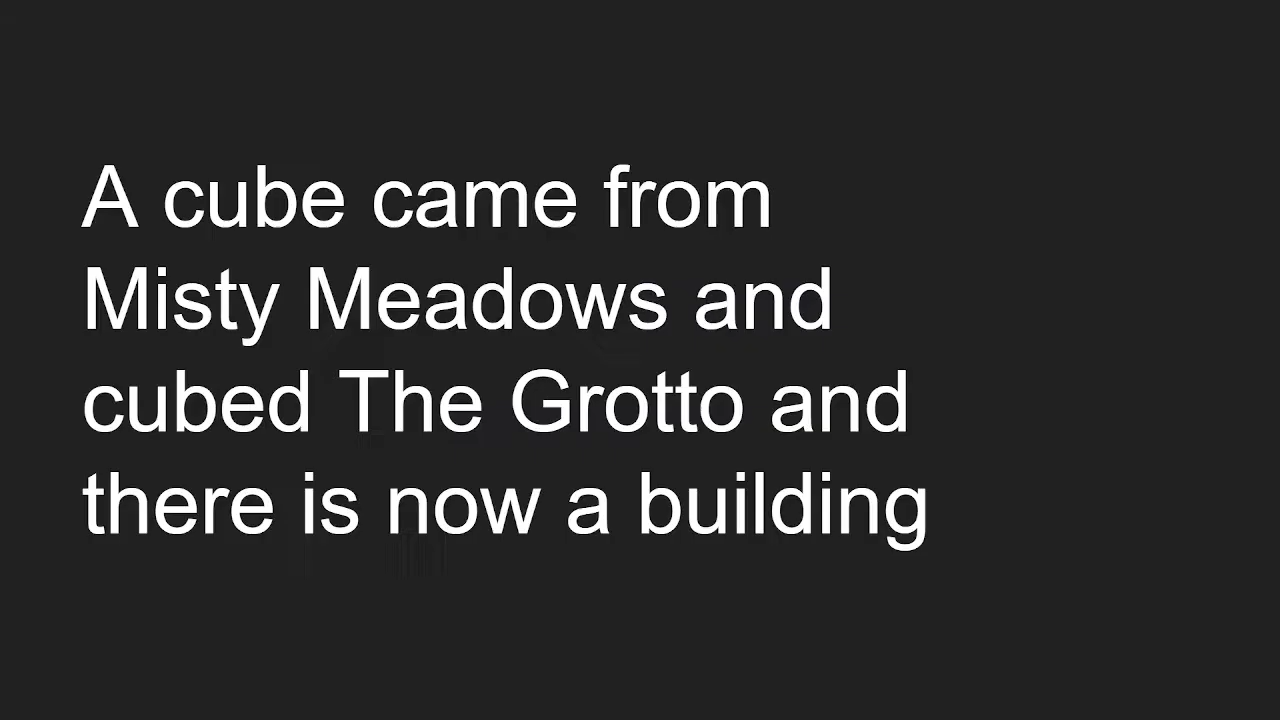 A cube came from
Misty Meadows and
cubed The Grotto and
there is now a building